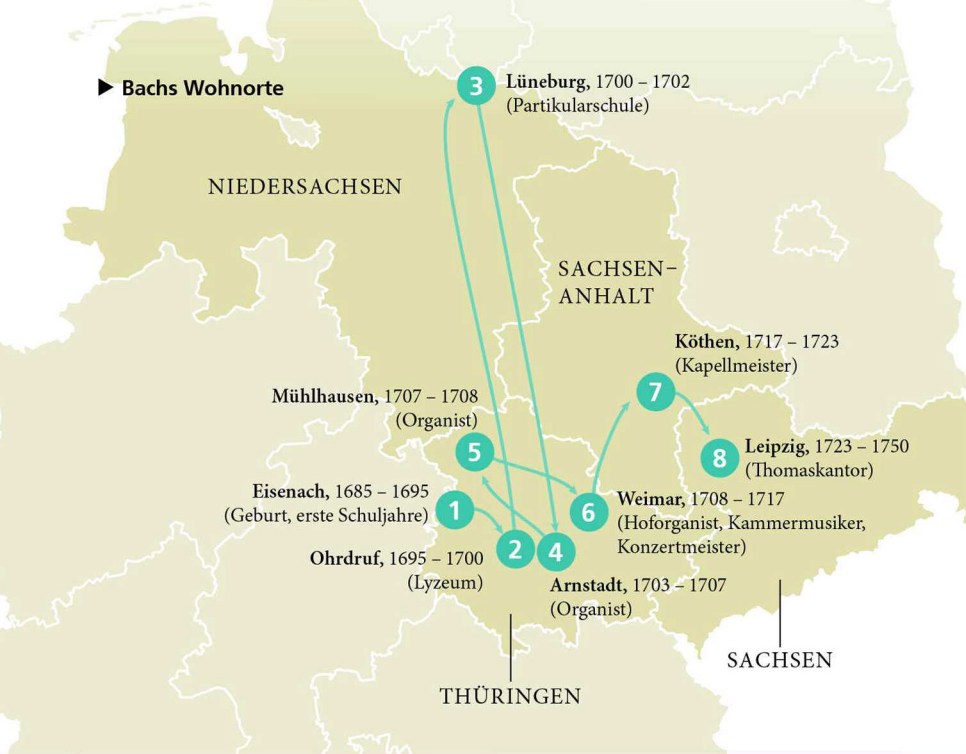 ▶ Bachs Wohnorte
3
Lüneburg, 1700 – 1702
(Partikularschule)
NIEDERSACHSEN
SACHSEN-
ANHALT
Köthen, 1717 – 1723
(Kapellmeister)
7
Mühlhausen, 1707 – 1708
(Organist)
5
8
Leipzig, 1723 – 1750
(Thomaskantor)
Eisenach, 1685 – 1695
(Geburt, erste Schuljahre)
1
6
Weimar, 1708 – 1717
(Hoforganist, Kammermusiker,
Konzertmeister)
Ohrdruf, 1695 – 1700
(Lyzeum)
2
4
Arnstadt, 1703 – 1707
(Organist)
SACHSEN
THÜRINGEN